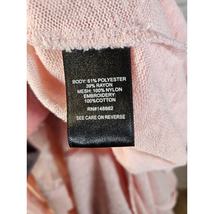 BODY: 61% POLYESTER
39% RAYON
MESH: 100% NYLON
EMBROIDERY
100%COTTON
RN#148662
SEE CARE ON REVERSE